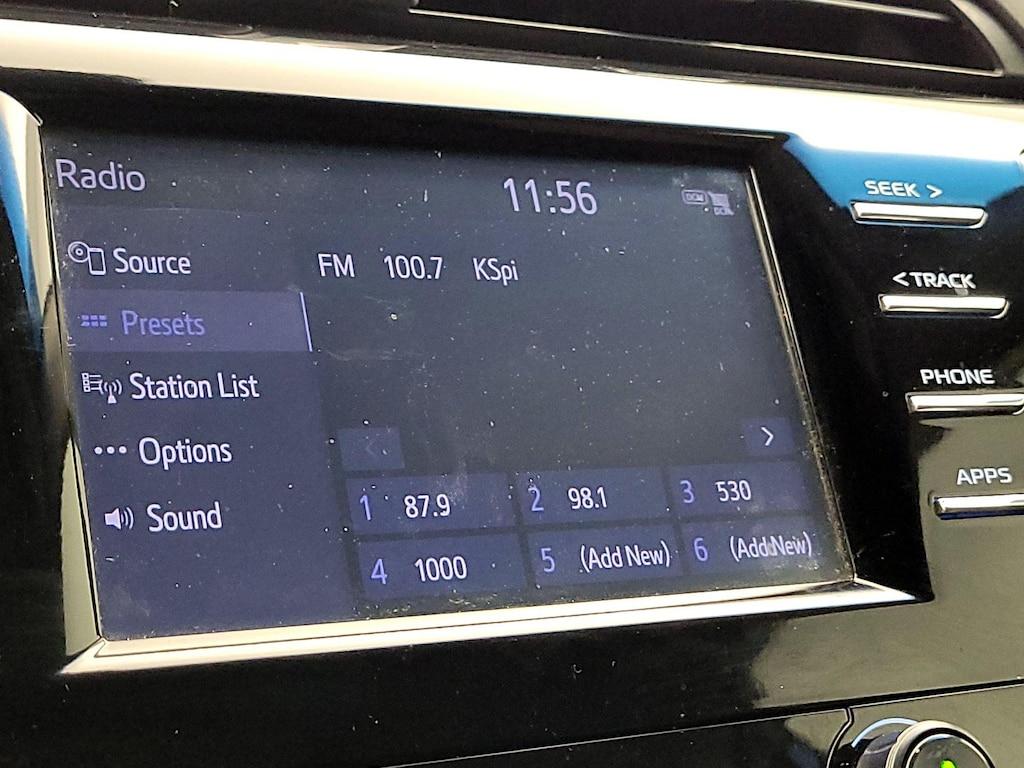 Radio
11:56
DCM
Source
FM 100.7 KSpi
Presets
Station List
Options
Sound
<
>
1 87.9
2 98.1
3 530
4 1000
5 (Add New)
6 (Add New)
SEEK >
< TRACK
PHONE
APPS